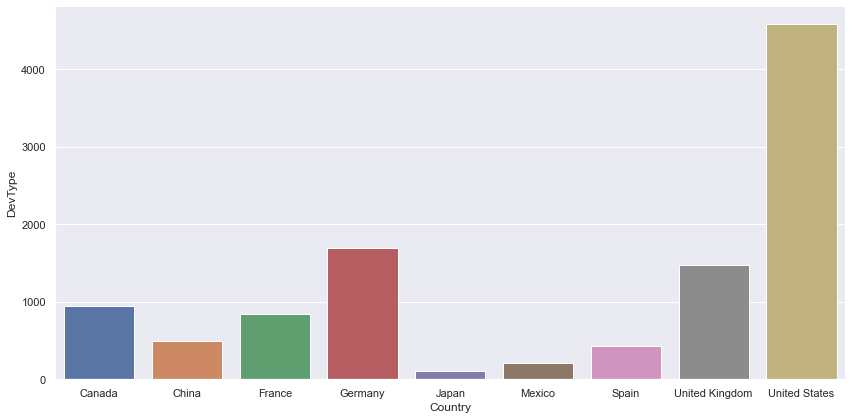 4000
3000
2000
1000
0
DevType
Canada China France Germany Japan Mexico Spain United Kingdom United States
Country